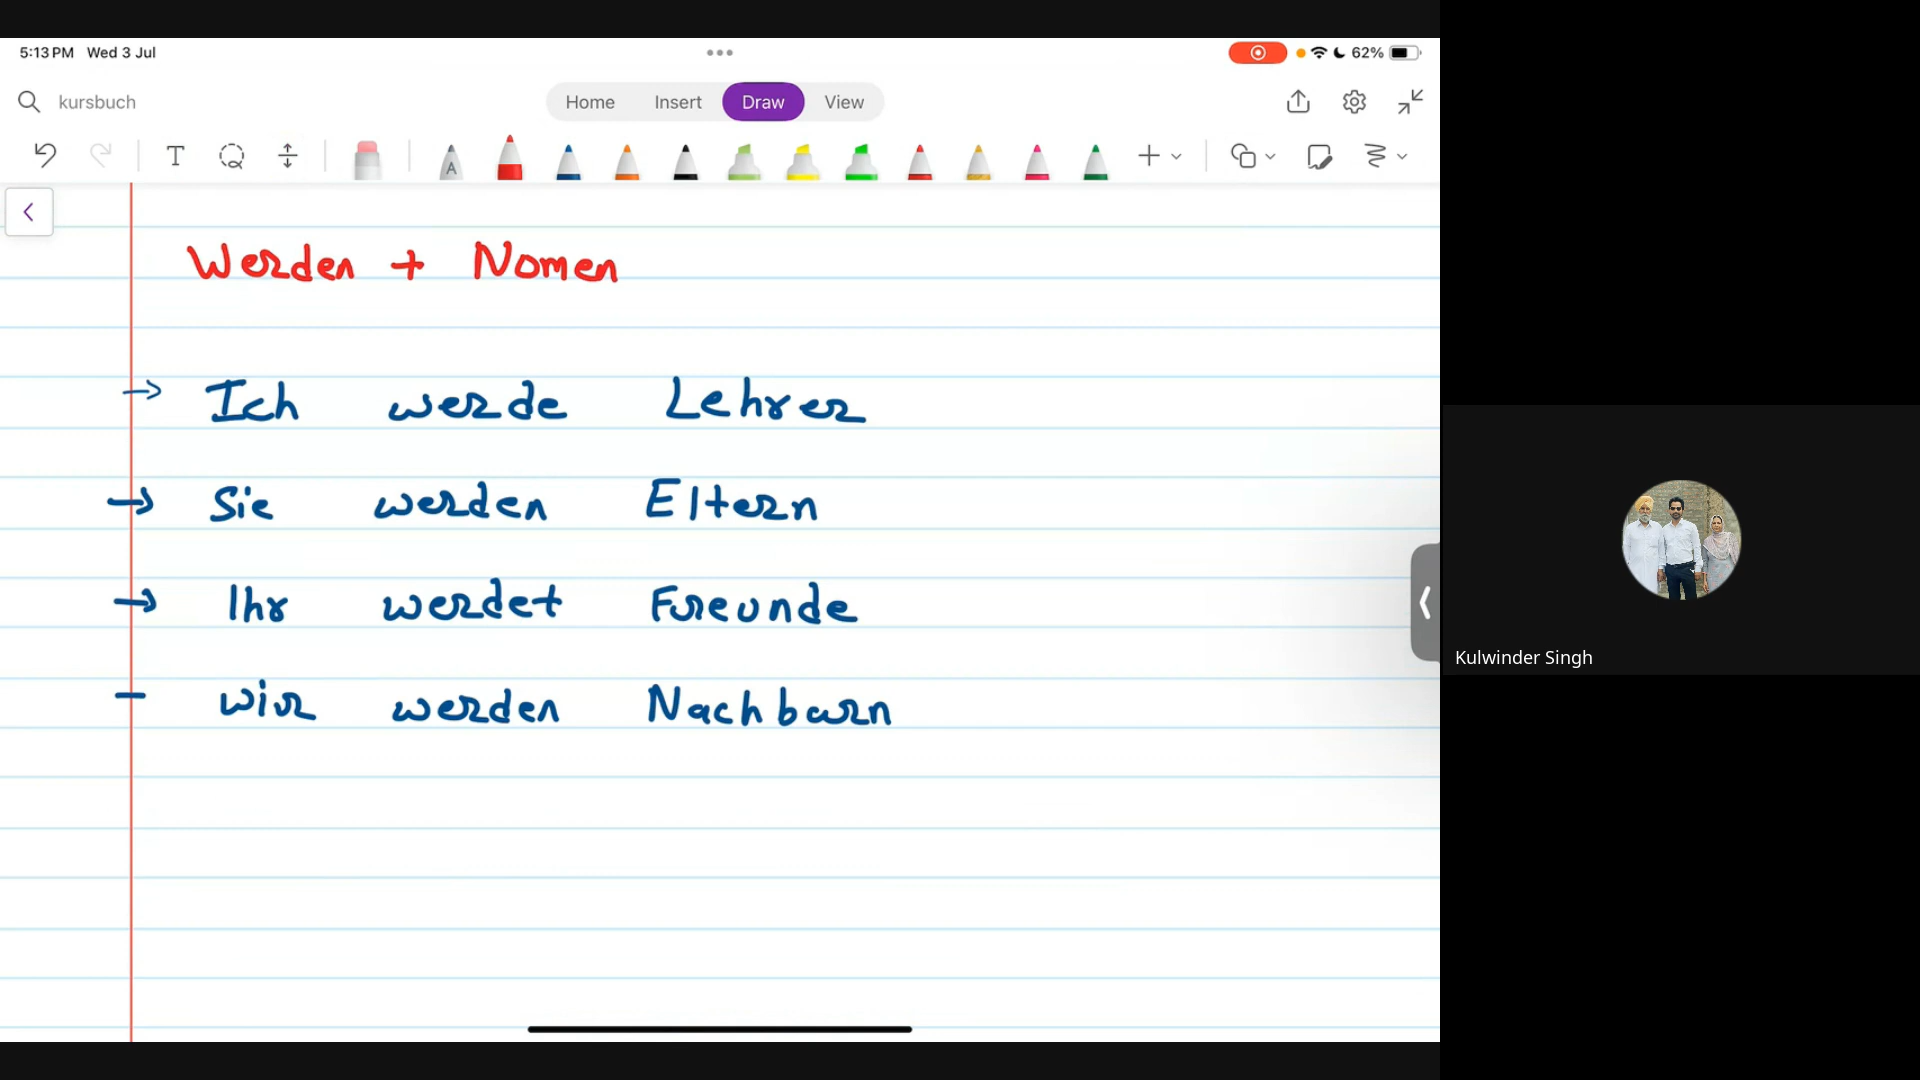 5:13 PM Wed 3 Jul
62%
kursbuch
Home Insert Draw View
T
A
Werden + Nomen
→ Ich werde Lehrer
→ Sie werden Eltern
→ Ihr werdet Freunde
- wir werden Nachbarn
Kulwinder Singh